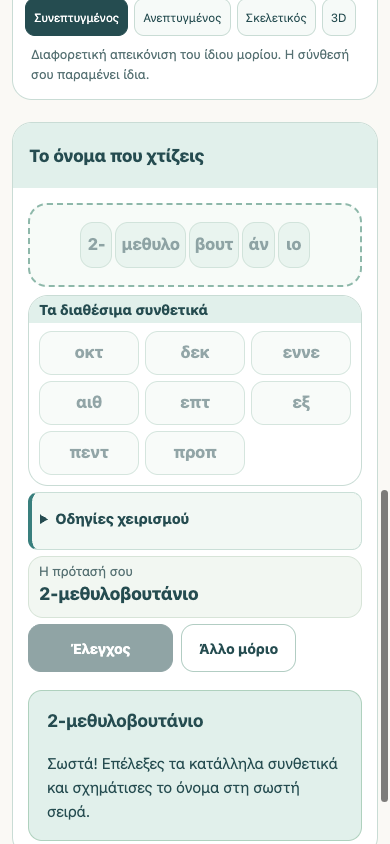 Συνεπτυγμένος Ανεπτυγμένος Σκελετικός 3D
Διαφορετική απεικόνιση του ίδιου μορίου. Η σύνθεσή
σου παραμένει ίδια.
Το όνομα που χτίζεις
2- μεθυλο βουτ άν ιο
Τα διαθέσιμα συνθετικά
οκτ δεκ εννε
αιθ επτ εξ
πεντ προπ
▶ Οδηγίες χειρισμού
Η πρότασή σου
2-μεθυλοβουτάνιο
Έλεγχος Άλλο μόριο
2-μεθυλοβουτάνιο
Σωστά! Επέλεξες τα κατάλληλα συνθετικά
και σχημάτισες το όνομα στη σωστή
σειρά.